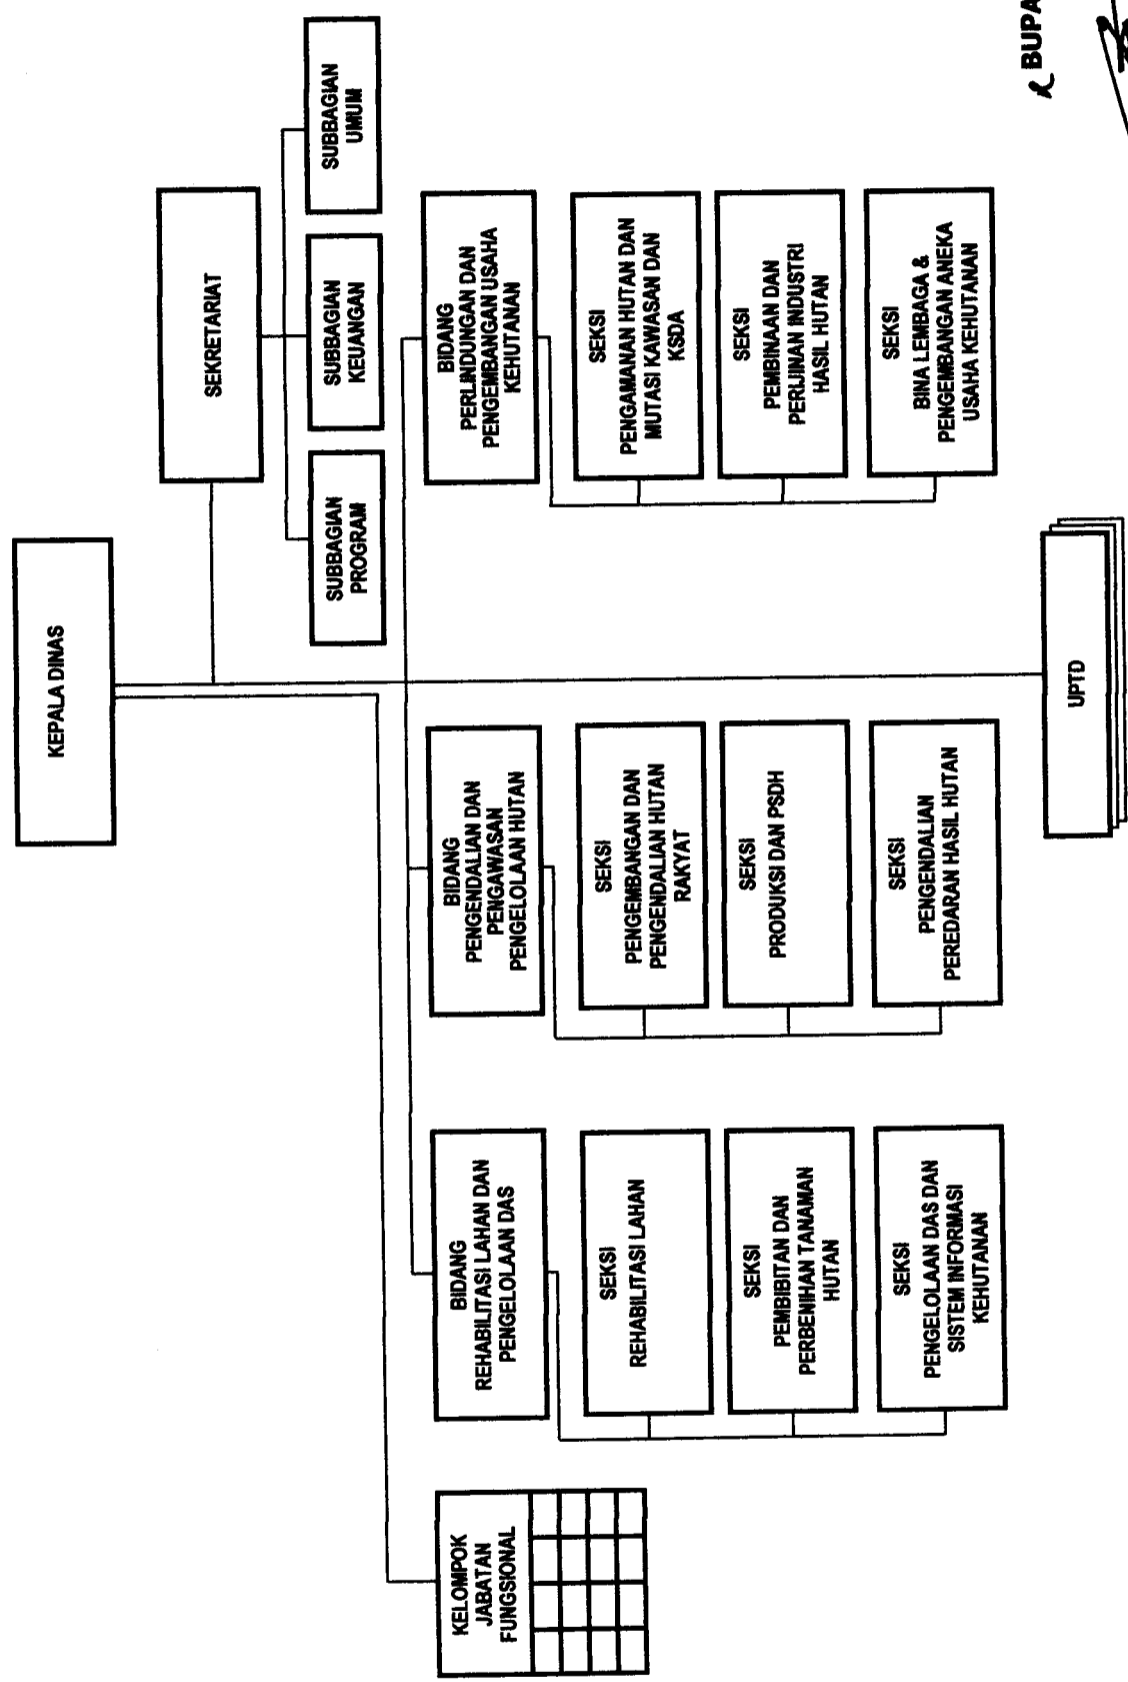 KEPALA DINAS
SEKRETARIAT
SUBBAGIAN
PROGRAM
SUBBAGIAN
KEUANGAN
SUBBAGIAN
UMUM
KELOMPOK
JABATAN
FUNGSIONAL
BIDANG
REHABILITASI LAHAN DAN
PENGELOLAAN DAS
SEKSI
REHABILITASI LAHAN
SEKSI
PEMBIBITAN DAN
PERBENIHAN TANAMAN
HUTAN
SEKSI
PENGELOLAAN DAS DAN
SISTEM INFORMASI
KEHUTANAN
BIDANG
PENGENDALIAN DAN
PENGAWASAN
PENGELOLAAN HUTAN
SEKSI
PENGEMBANGAN DAN
PENGENDALIAN HUTAN
RAKYAT
SEKSI
PRODUKSI DAN PSDH
SEKSI
PENGENDALIAN
PEREDARAN HASIL HUTAN
BIDANG
PERLINDUNGAN DAN
PENGEMBANGAN USAHA
KEHUTANAN
SEKSI
PENGAMANAN HUTAN DAN
MUTASI KAWASAN DAN
KSDA
SEKSI
PEMBINAAN DAN
PERIJINAN INDUSTRI
HASIL HUTAN
SEKSI
BINA LEMBAGA &
PENGEMBANGAN ANEKA
USAHA KEHUTANAN
UPTD
BUPA